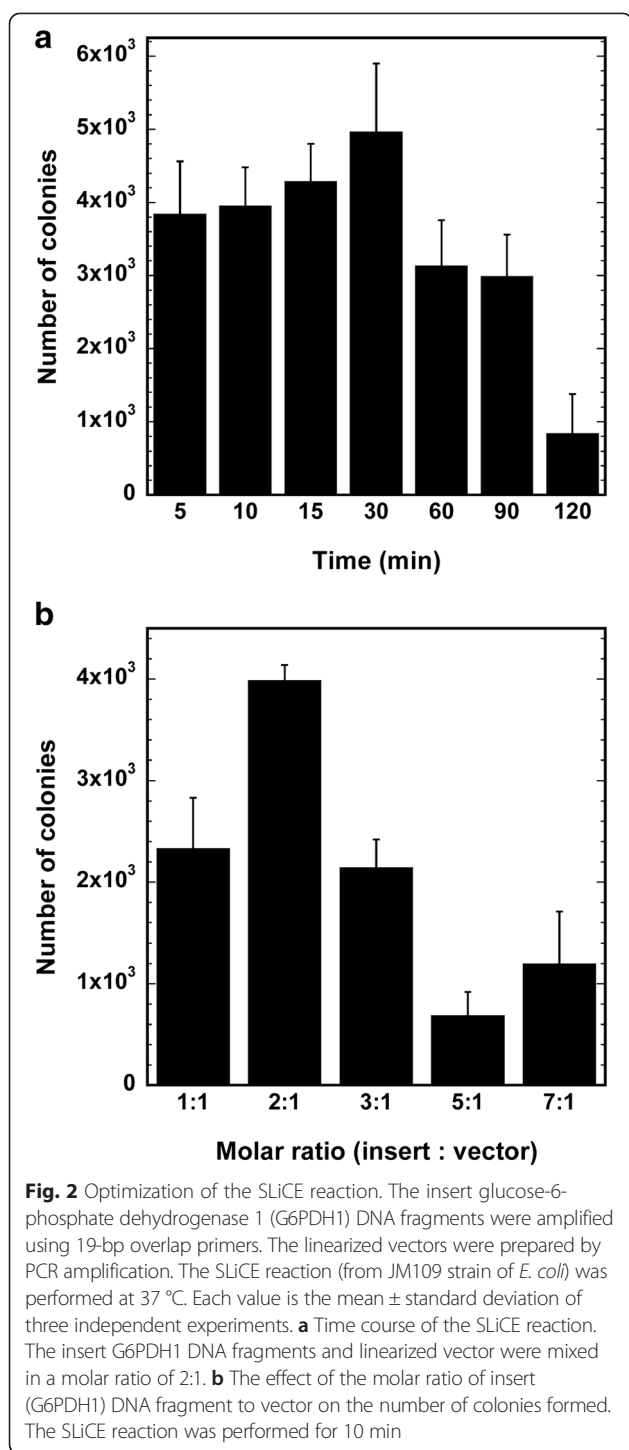 a
6x10³
5x10³
4x10³
3x10³
2x10³
1x10³
0
Number of colonies
5 10 15 30 60 90 120
Time (min)
b
4x10³
3x10³
2x10³
1x10³
0
Number of colonies
1:1 2:1 3:1 5:1 7:1
Molar ratio (insert : vector)
Fig. 2 Optimization of the SLiCE reaction. The insert glucose-6-
phosphate dehydrogenase 1 (G6PDH1) DNA fragments were amplified
using 19-bp overlap primers. The linearized vectors were prepared by
PCR amplification. The SLiCE reaction (from JM109 strain of E. coli) was
performed at 37 °C. Each value is the mean ± standard deviation of
three independent experiments. a Time course of the SLiCE reaction.
The insert G6PDH1 DNA fragments and linearized vector were mixed
in a molar ratio of 2:1. b The effect of the molar ratio of insert
(G6PDH1) DNA fragment to vector on the number of colonies formed.
The SLiCE reaction was performed for 10 min